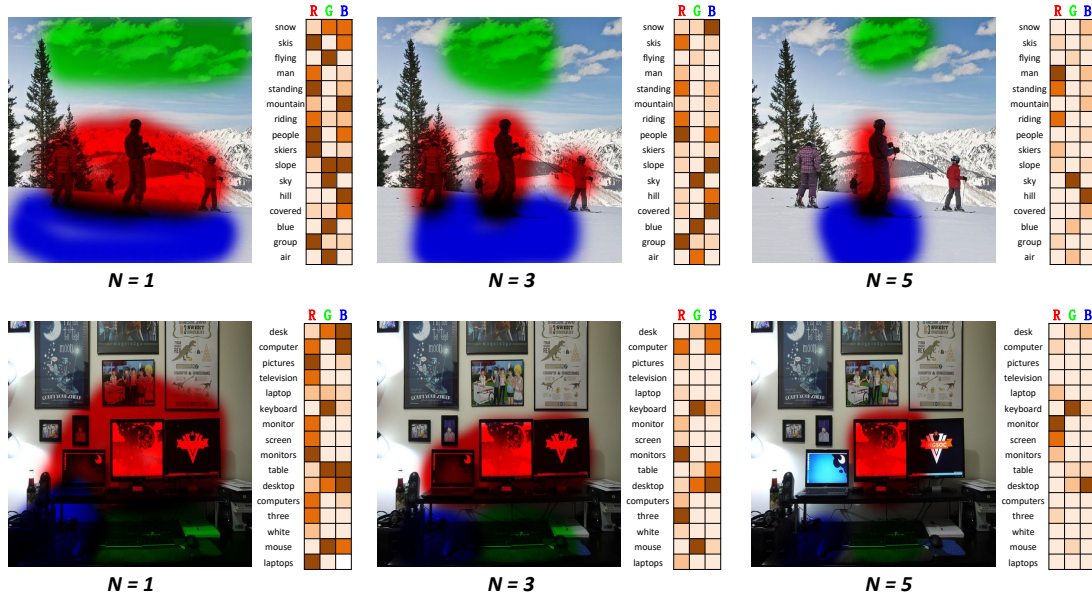 R G B
snow
skis
flying
man
standing
mountain
riding
people
skiers
slope
sky
hill
covered
blue
group
air
N = 1
R G B
snow
skis
flying
man
standing
mountain
riding
people
skiers
slope
sky
hill
covered
blue
group
air
N = 3
R G B
snow
skis
flying
man
standing
mountain
riding
people
skiers
slope
sky
hill
covered
blue
group
air
N = 5
R G B
desk
computer
pictures
television
laptop
keyboard
monitor
screen
monitors
table
desktop
computers
three
white
mouse
laptops
N = 1
R G B
desk
computer
pictures
television
laptop
keyboard
monitor
screen
monitors
table
desktop
computers
three
white
mouse
laptops
N = 3
R G B
desk
computer
pictures
television
laptop
keyboard
monitor
screen
monitors
table
desktop
computers
three
white
mouse
laptops
N = 5